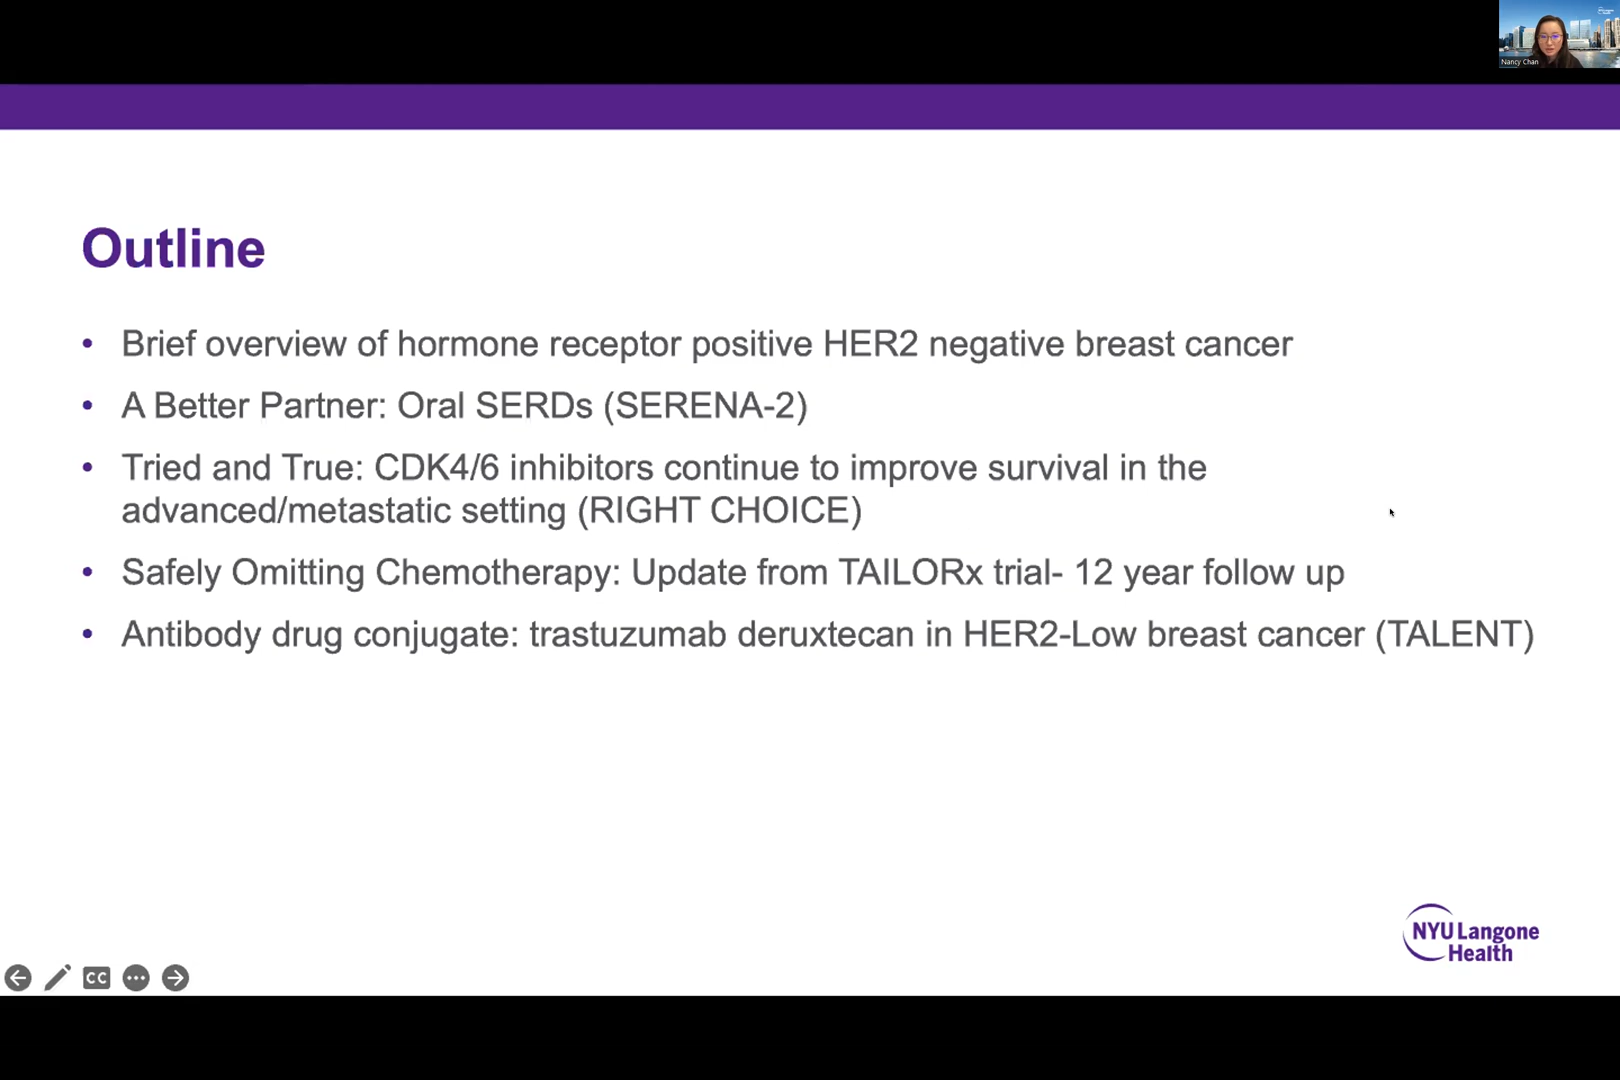 Nancy Chan
Outline
• Brief overview of hormone receptor positive HER2 negative breast cancer
• A Better Partner: Oral SERDs (SERENA-2)
• Tried and True: CDK4/6 inhibitors continue to improve survival in the
advanced/metastatic setting (RIGHT CHOICE)
• Safely Omitting Chemotherapy: Update from TAILORx trial- 12 year follow up
• Antibody drug conjugate: trastuzumab deruxtecan in HER2-Low breast cancer (TALENT)
NYU Langone
Health
CC